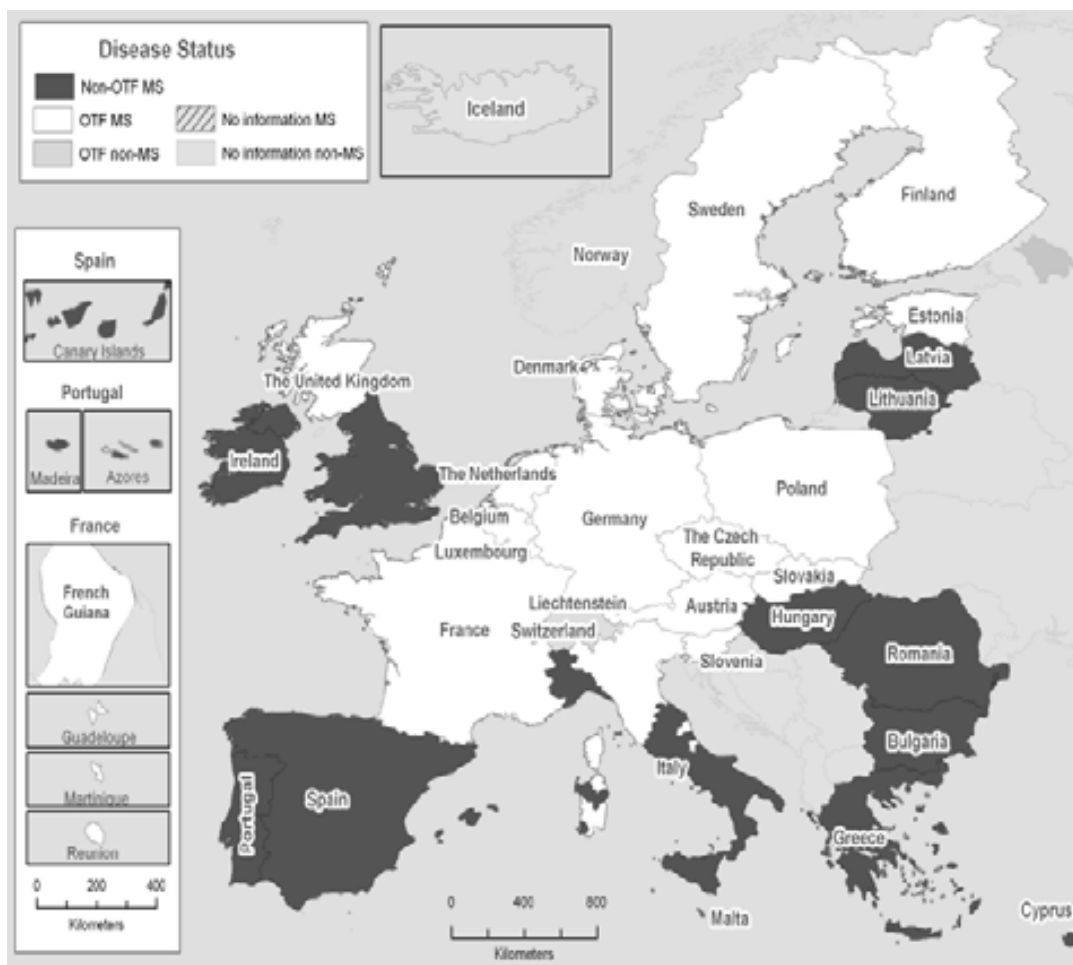 Disease Status
Non-OTF MS
OTF MS
No information MS
OTF non-MS
No information non-MS
Iceland
Sweden
Finland
Norway
Estonia
Latvia
Lithuania
Denmark
The United Kingdom
Ireland
The Netherlands
Belgium
Luxembourg
Germany
Poland
The Czech
Republic
Slovakia
Liechtenstein
Austria
Hungary
France
Switzerland
Slovenia
Romania
Bulgaria
Italy
Portugal
Spain
Greece
Malta
Cyprus
Spain
Canary Islands
Portugal
Madeira
Azores
France
French
Guiana
Guadeloupe
Martinique
Reunion
0 200 400
Kilometers
0 400 800
Kilometers